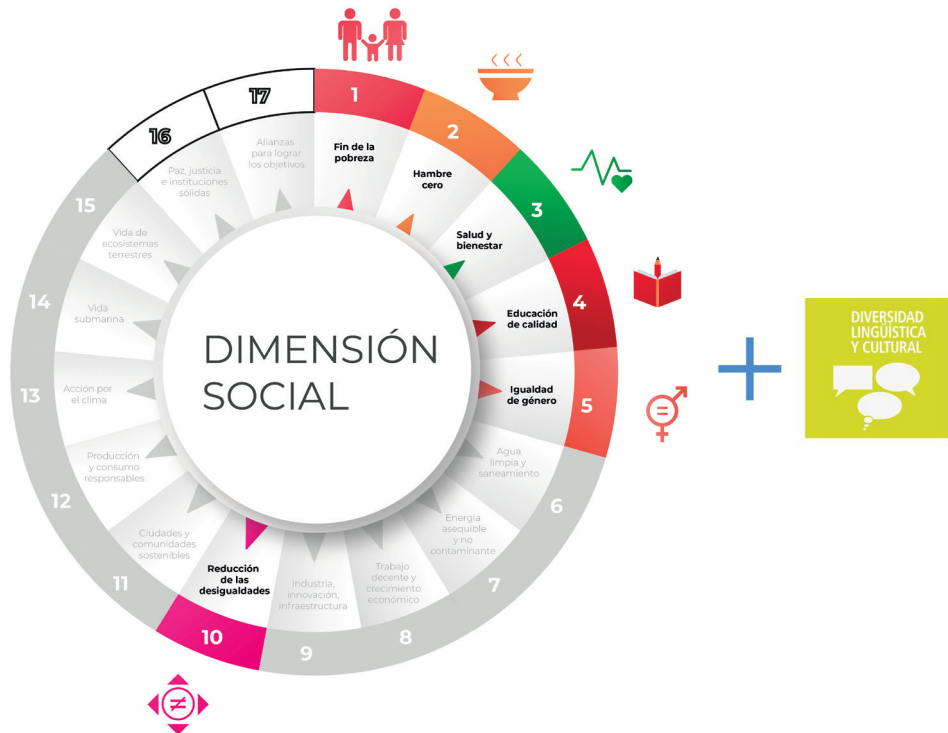 1
Fin de la
pobreza
2
Hambre
cero
3
Salud y
bienestar
4
Educación
de calidad
5
Igualdad
de género
6
Agua
limpia y
saneamiento
7
Energía
asequible
y no
contaminante
8
Trabajo
decente y
crecimiento
económico
9
Industria,
innovación,
infraestructura
10
Reducción
de las
desigualdades
11
Ciudades y
comunidades
sostenibles
12
Producción
y consumo
responsables
13
Acción por
el clima
14
Vida
submarina
15
Vida de
ecosistemas
terrestres
16
Paz, justicia
e instituciones
sólidas
17
Alianzas
para lograr
los objetivos
DIMENSIÓN
SOCIAL
DIVERSIDAD
LINGÜÍSTICA
Y CULTURAL